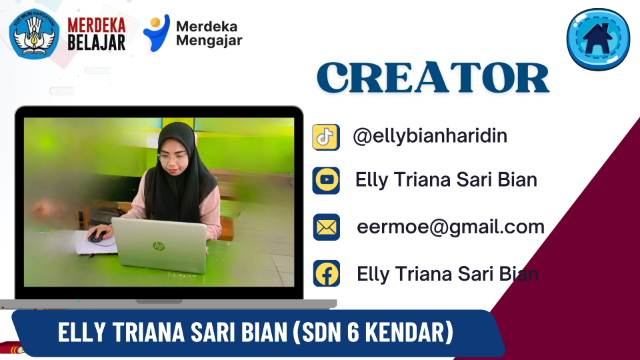 MERDEKA
BELAJAR
Merdeka
Mengajar
CREATOR
@ellybianharidin
Elly Triana Sari Bian
eermoe@gmail.com
Elly Triana Sari Bian
ELLY TRIANA SARI BIAN (SDN 6 KENDAR)